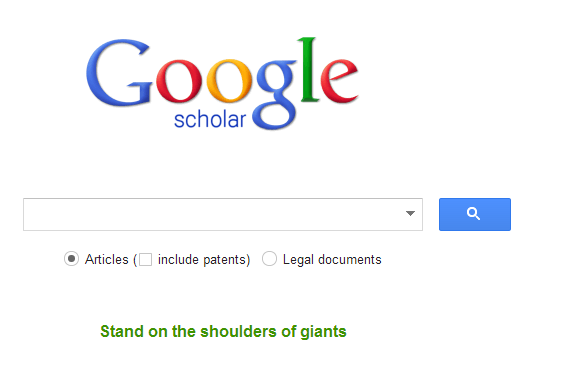 Google
scholar
Articles ( include patents) Legal documents
Stand on the shoulders of giants